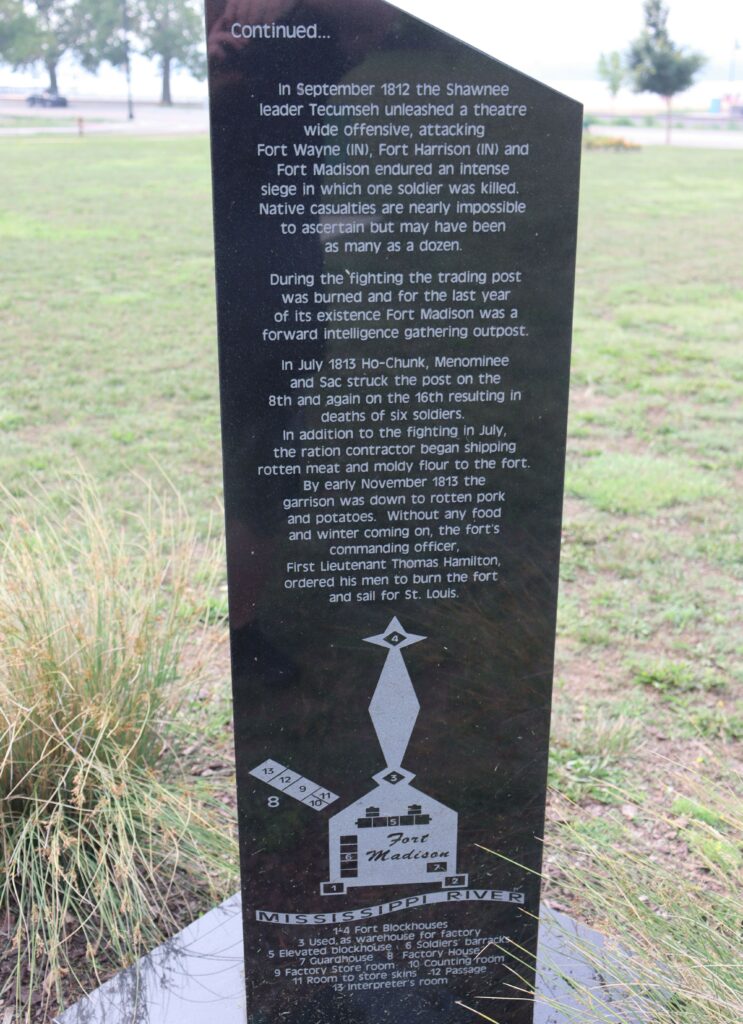 Continued...
In September 1812 the Shawnee
leader Tecumseh unleashed a theatre
wide offensive, attacking
Fort Wayne (IN), Fort Harrison (IN) and
Fort Madison endured an intense
siege in which one soldier was killed.
Native casualties are nearly impossible
to ascertain but may have been
as many as a dozen.
During the fighting the trading post
was burned and for the last year
of its existence Fort Madison was a
forward intelligence gathering outpost.
In July 1813 Ho-Chunk, Menominee
and Sac struck the post on the
8th and again on the 16th resulting in
deaths of six soldiers.
In addition to the fighting in July,
the ration contractor began shipping
rotten meat and moldy flour to the fort.
By early November 1813 the
garrison was down to rotten pork
and potatoes. Without any food
and winter coming on, the fort's
commanding officer,
First Lieutenant Thomas Hamilton,
ordered his men to burn the fort
and sail for St. Louis.
4
3
13 12 9 11
10
8
5
Fort
Madison
6
7
1 2
MISSISSIPPI RIVER
1-4 Fort Blockhouses
3 Used as warehouse for factory
5 Elevated blockhouse 6 Soldiers' barracks
7 Guardhouse 8 Factory House
9 Factory Store room 10 Counting room
11 Room to store skins 12 Passage
13 Interpreter's room